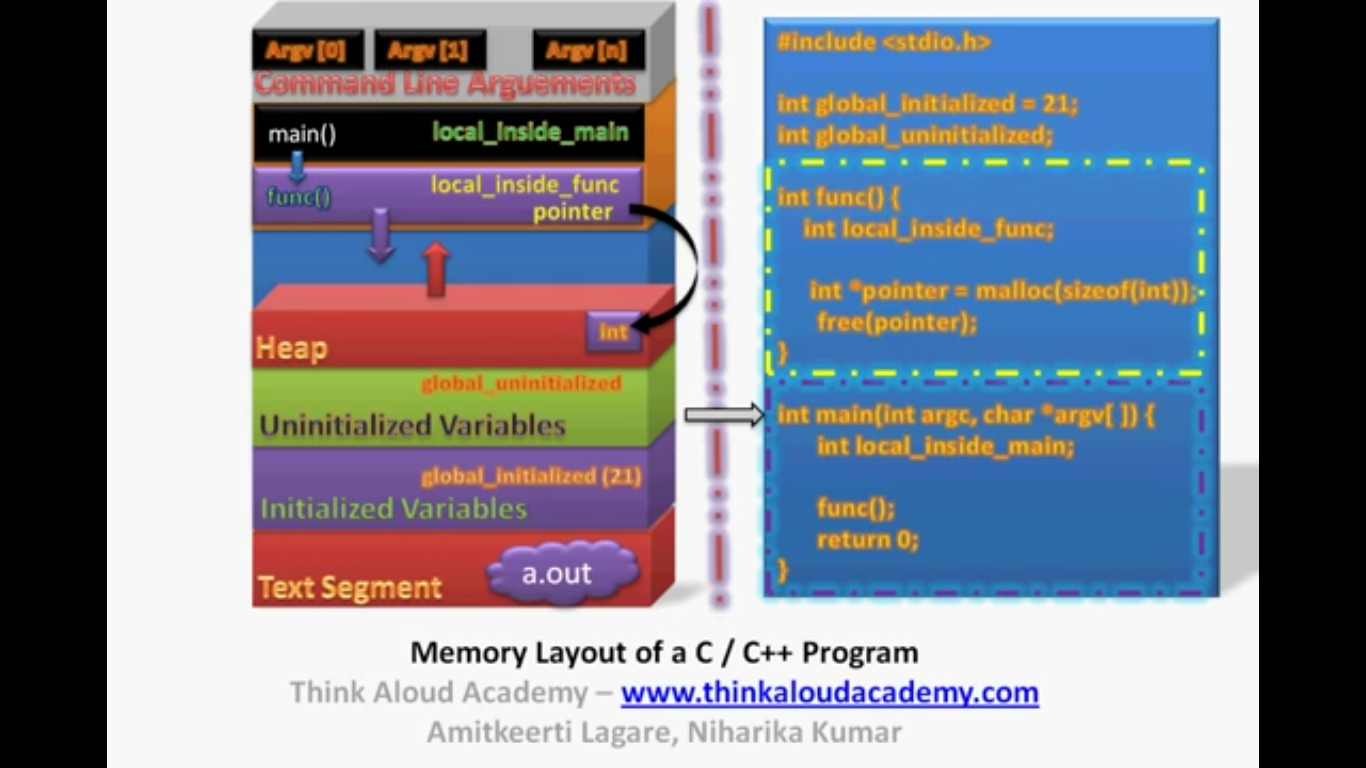 Argv [0] Argv [1] Argv [n]
Command Line Arguements
main() local_inside_main
func() local_inside_func
pointer
int
Heap
global_uninitialized
Uninitialized Variables
global_initialized (21)
Initialized Variables
Text Segment a.out
#include <stdio.h>
int global_initialized = 21;
int global_uninitialized;
int func() {
int local_inside_func;
int *pointer = malloc(sizeof(int));
free(pointer);
}
int main(int argc, char *argv[ ]) {
int local_inside_main;
func();
return 0;
}
Memory Layout of a C / C++ Program
Think Aloud Academy – www.thinkaloudacademy.com
Amitkeerti Lagare, Niharika Kumar